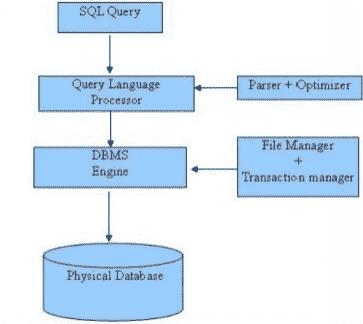 SQL Query
Query Language
Processor
Parser + Optimizer
DBMS
Engine
File Manager
+
Transaction manager
Physical Database